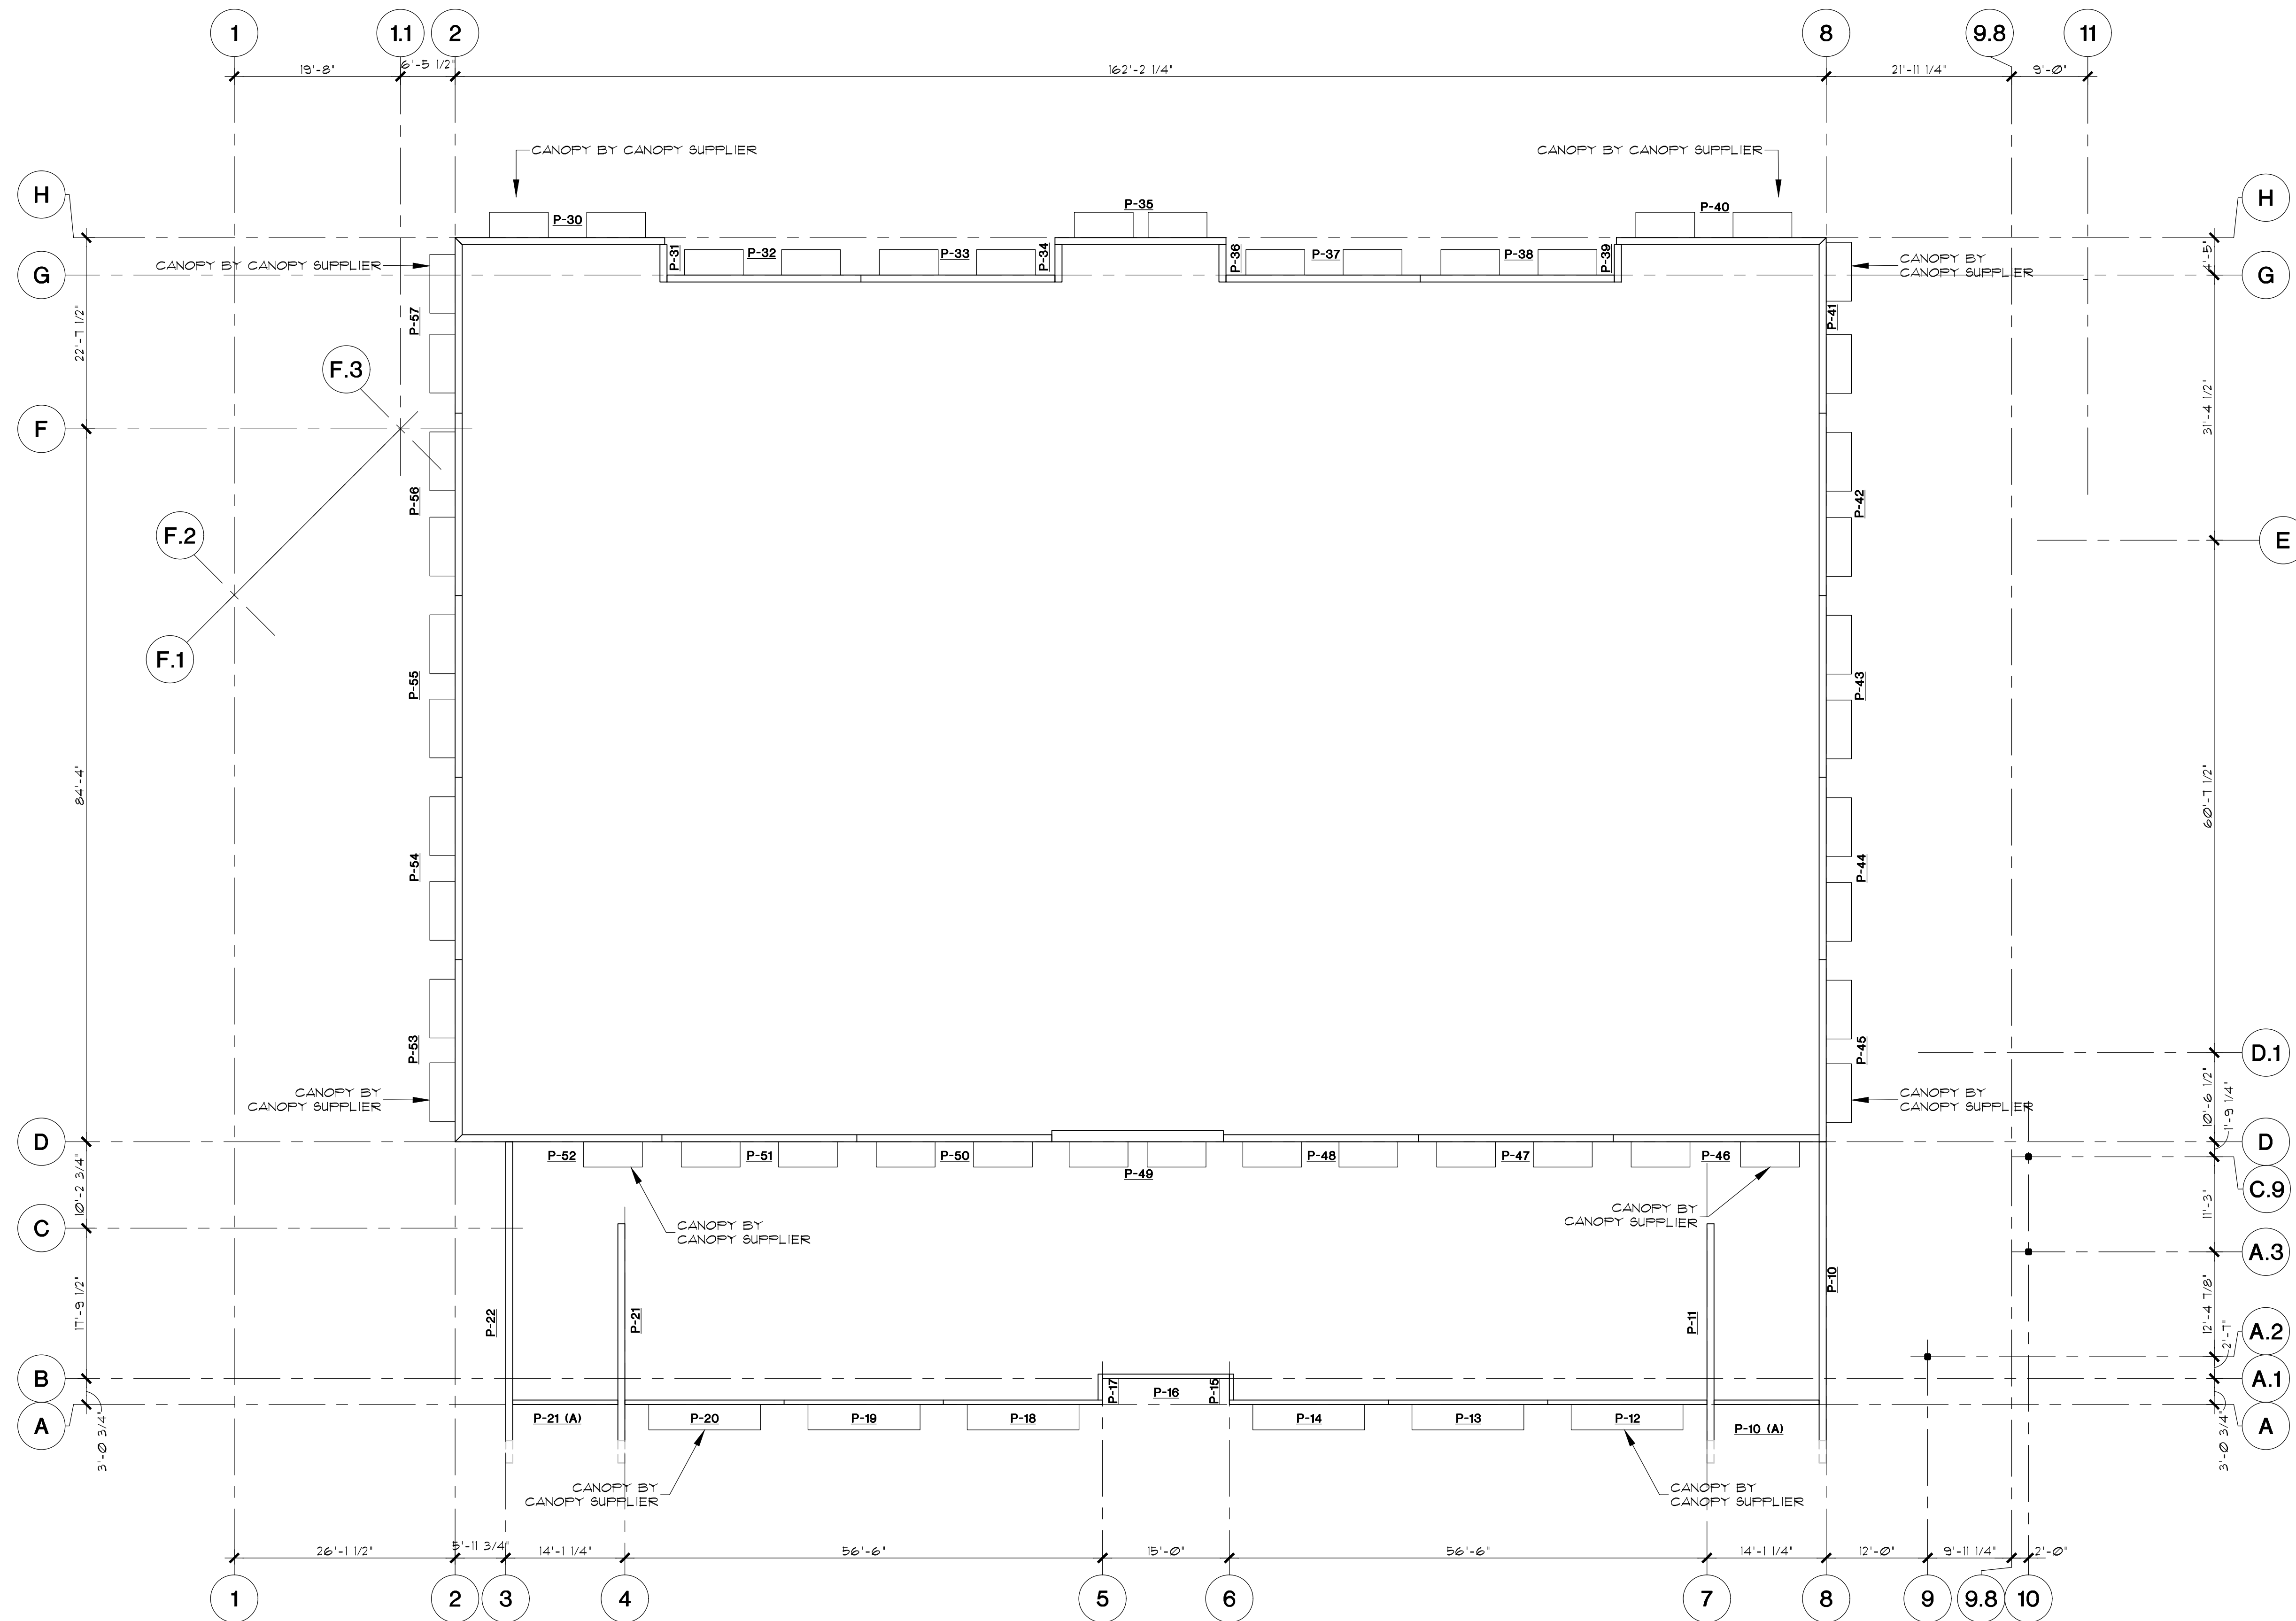 1
1.1
2
8
9.8
11
19'-8"
6'-5 1/2"
162'-2 1/4"
21'-11 1/4"
9'-0"
CANOPY BY CANOPY SUPPLIER
CANOPY BY CANOPY SUPPLIER
H
H
P-30
P-35
P-40
4'-5"
P-31
P-32
P-33
P-34
P-36
P-37
P-38
P-39
CANOPY BY CANOPY SUPPLIER
CANOPY BY
CANOPY SUPPLIER
G
G
22'-7 1/2"
P-57
P-41
F.3
31'-4 1/2"
F
F.2
P-56
P-42
E
F.1
P-55
P-43
84'-4"
60'-7 1/2"
P-54
P-44
P-53
P-45
D.1
CANOPY BY
CANOPY SUPPLIER
CANOPY BY
CANOPY SUPPLIER
10'-6 1/2"
1'-9 1/4"
D
D
P-52
P-51
P-50
P-49
P-48
P-47
P-46
C.9
10'-2 3/4"
11'-3"
CANOPY BY
CANOPY SUPPLIER
CANOPY BY
CANOPY SUPPLIER
C
A.3
17'-9 1/2"
P-22
P-21
P-11
P-10
12'-4 7/8"
A.2
2'-7"
B
A.1
P-17
P-16
P-15
A
A
P-21 (A)
P-20
P-19
P-18
P-14
P-13
P-12
P-10 (A)
3'-0 3/4"
3'-0 3/4"
CANOPY BY
CANOPY SUPPLIER
CANOPY BY
CANOPY SUPPLIER
26'-1 1/2"
5'-11 3/4"
14'-1 1/4"
56'-6"
15'-0"
56'-6"
14'-1 1/4"
12'-0"
9'-11 1/4"
2'-0"
1
2
3
4
5
6
7
8
9
9.8
10